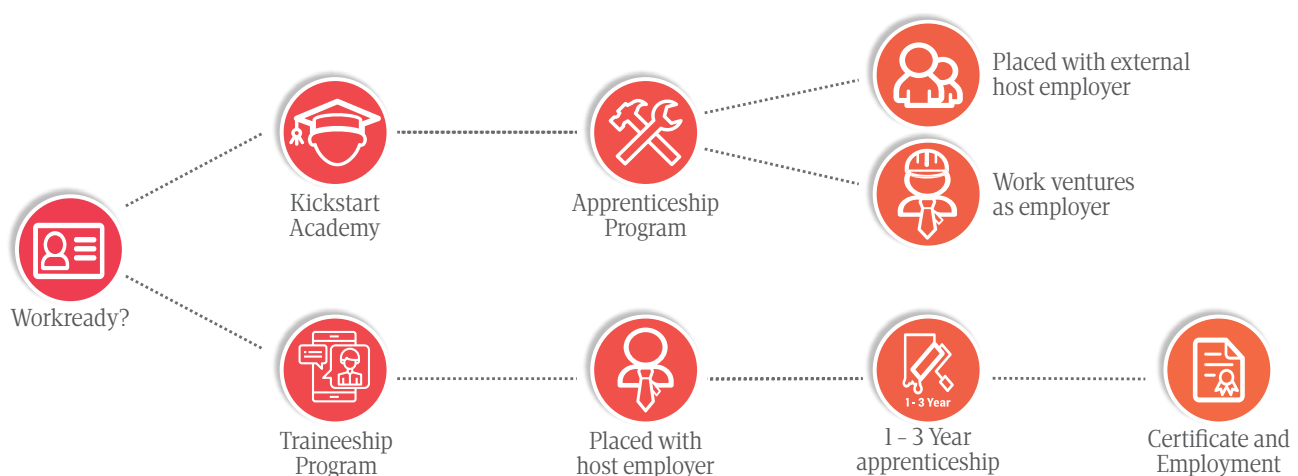 Placed with external
host employer
Kickstart
Academy
Apprenticeship
Program
Work ventures
as employer
Workready?
1 - 3 Year
Traineeship
Program
Placed with
host employer
1 – 3 Year
apprenticeship
Certificate and
Employment